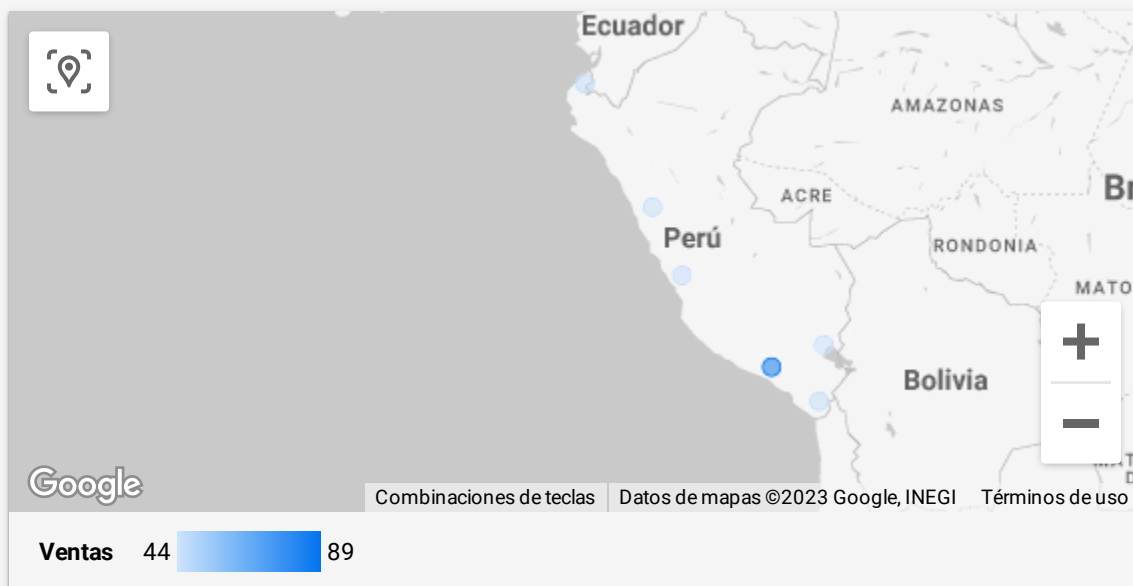 Ecuador
AMAZONAS
ACRE
Perú
RONDONIA
MATO
Bolivia
Google
Combinaciones de teclas
Datos de mapas ©2023 Google, INEGI
Términos de uso
Ventas 44 89